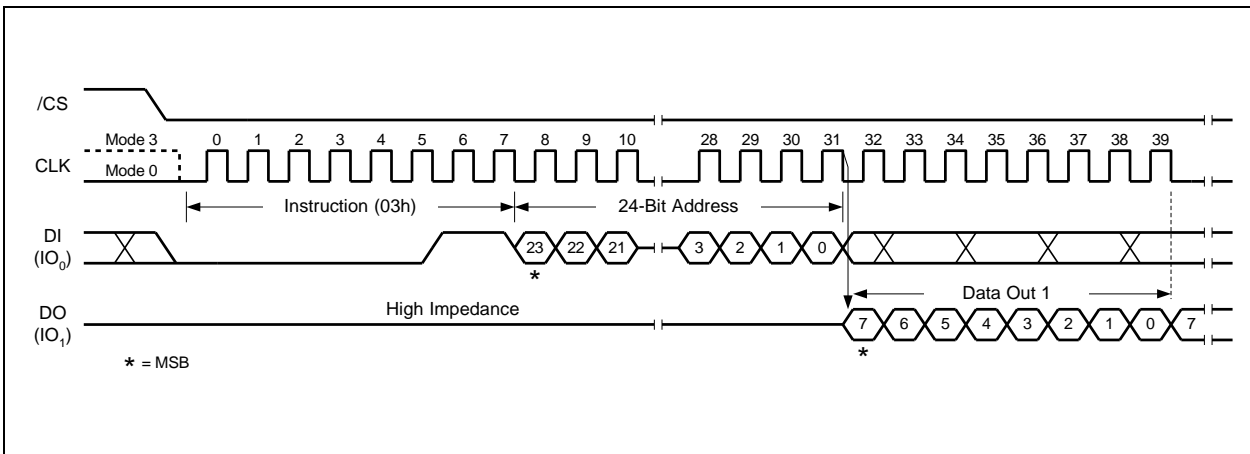 /CS
Mode 3 0 1 2 3 4 5 6 7 8 9 10 28 29 30 31 32 33 34 35 36 37 38 39
CLK Mode 0
Instruction (03h) 24-Bit Address
DI
(IO0) 23 22 21 3 2 1 0
*
High Impedance Data Out 1
DO
(IO1) 7 6 5 4 3 2 1 0 7
*
* = MSB